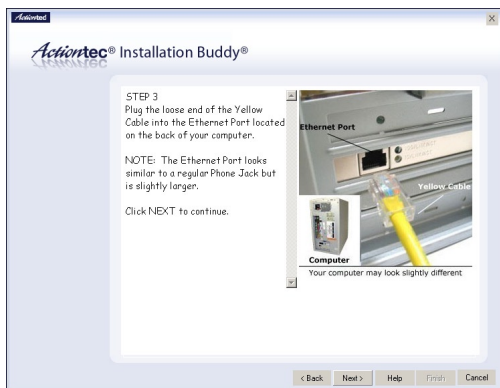 Actiontec
Actiontec® Installation Buddy®
STEP 3
Plug the loose end of the Yellow
Cable into the Ethernet Port located
on the back of your computer.
NOTE: The Ethernet Port looks
similar to a regular Phone Jack but
is slightly larger.
Click NEXT to continue.
Ethernet Port
Yellow Cable
Computer
Your computer may look slightly different
< Back
Next >
Help
Finish
Cancel